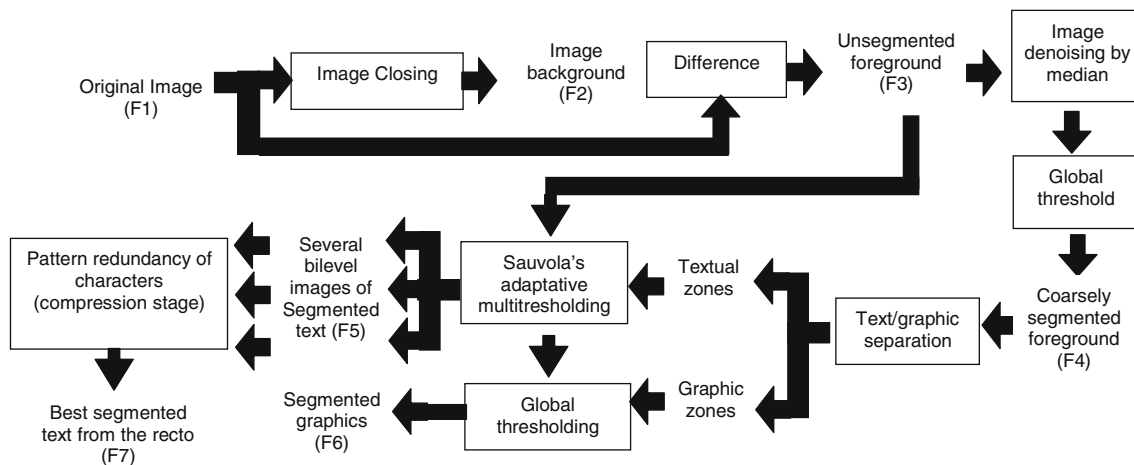 Original Image
(F1)
Image Closing
Image
background
(F2)
Difference
Unsegmented
foreground
(F3)
Image
denoising by
median
Global
threshold
Coarsely
segmented
foreground
(F4)
Text/graphic
separation
Textual
zones
Graphic
zones
Sauvola's
adaptative
multitresholding
Global
thresholding
Several
bilevel
images of
Segmented
text (F5)
Segmented
graphics
(F6)
Pattern redundancy of
characters
(compression stage)
Best segmented
text from the recto
(F7)